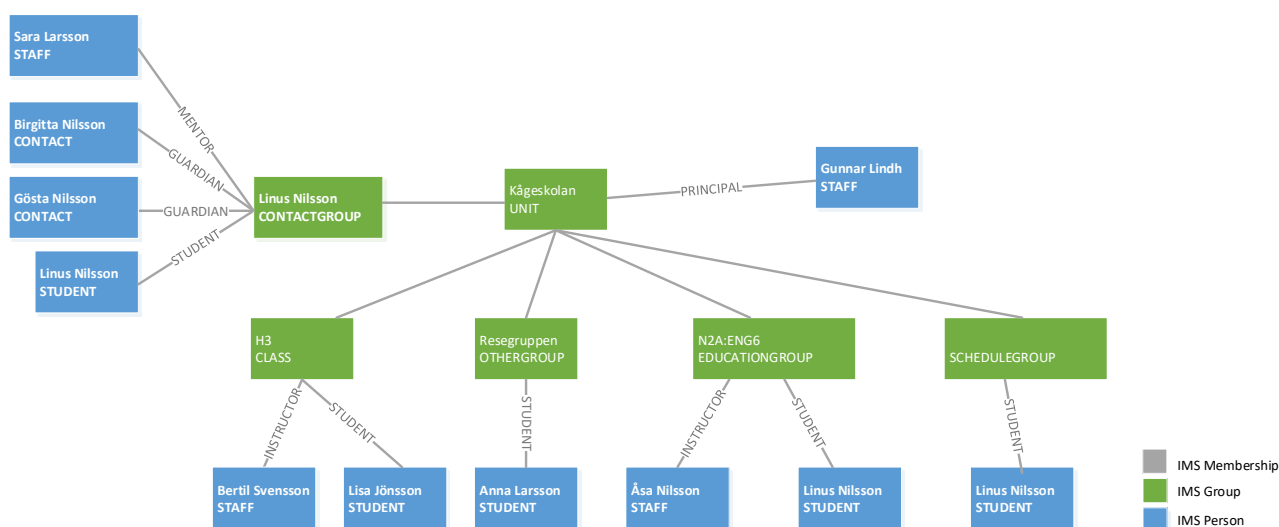 Sara Larsson
STAFF
Birgitta Nilsson
CONTACT
Gösta Nilsson
CONTACT
Linus Nilsson
STUDENT
MENTOR
GUARDIAN
GUARDIAN
STUDENT
Linus Nilsson
CONTACTGROUP
Kågeskolan
UNIT
PRINCIPAL
Gunnar Lindh
STAFF
H3
CLASS
Resegruppen
OTHERGROUP
N2A:ENG6
EDUCATIONGROUP
SCHEDULEGROUP
INSTRUCTOR
STUDENT
STUDENT
INSTRUCTOR
STUDENT
STUDENT
Bertil Svensson
STAFF
Lisa Jönsson
STUDENT
Anna Larsson
STUDENT
Åsa Nilsson
STAFF
Linus Nilsson
STUDENT
Linus Nilsson
STUDENT
IMS Membership
IMS Group
IMS Person